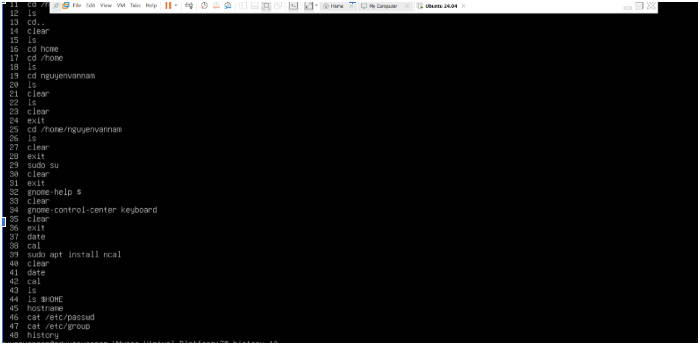 File Edit View VM Tabs Help Home My Computer Ubuntu 24.04
11 cd
12 ls
13 cd..
14 clear
15 ls
16 cd home
17 cd /home
18 ls
19 cd nguyenvannam
20 ls
21 clear
22 ls
23 clear
24 exit
25 cd /home/nguyenvannam
26 ls
27 clear
28 exit
29 sudo su
30 clear
31 exit
32 gnome-help $
33 clear
34 gnome-control-center keyboard
35 clear
36 exit
37 date
38 cal
39 sudo apt install ncal
40 clear
41 date
42 cal
43 ls
44 ls $HOME
45 hostname
46 cat /etc/passwd
47 cat /etc/group
48 history
history 10